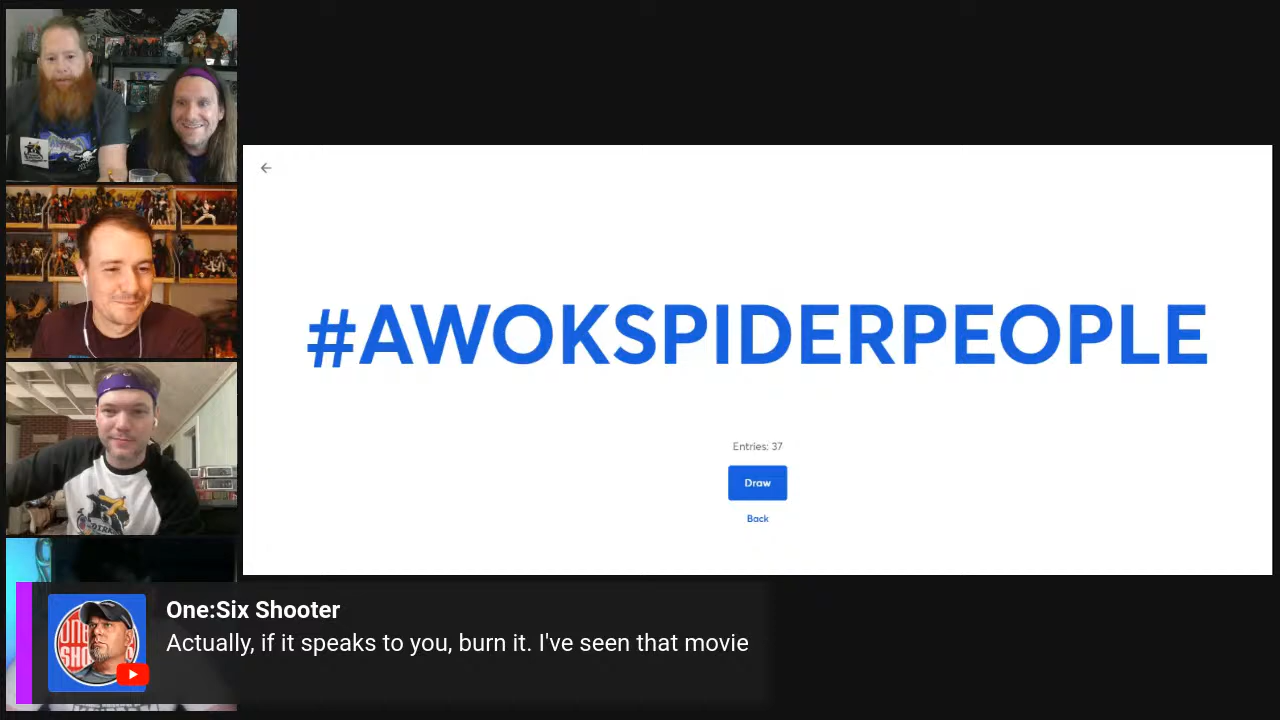 #AWOKSPIDERPEOPLE
Entries: 37
Draw
Back
One:Six Shooter
Actually, if it speaks to you, burn it. I've seen that movie